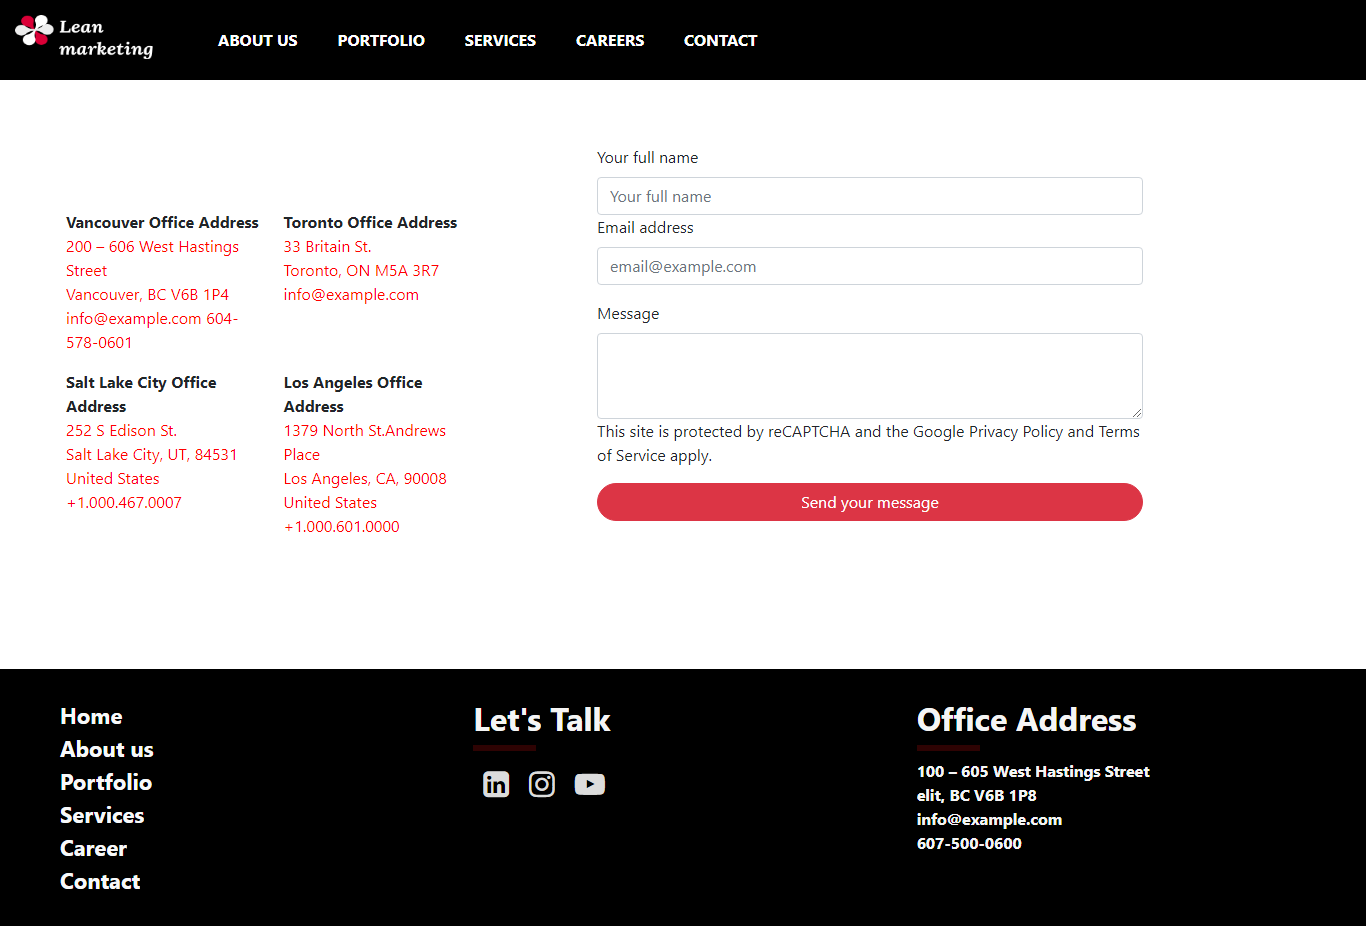 Lean
marketing
ABOUT US
PORTFOLIO
SERVICES
CAREERS
CONTACT
Vancouver Office Address
200 – 606 West Hastings
Street
Vancouver, BC V6B 1P4
info@example.com 604-
578-0601
Toronto Office Address
33 Britain St.
Toronto, ON M5A 3R7
info@example.com
Salt Lake City Office
Address
252 S Edison St.
Salt Lake City, UT, 84531
United States
+1.000.467.0007
Los Angeles Office
Address
1379 North St.Andrews
Place
Los Angeles, CA, 90008
United States
+1.000.601.0000
Your full name
Your full name
Email address
email@example.com
Message
This site is protected by reCAPTCHA and the Google Privacy Policy and Terms
of Service apply.
Send your message
Home
About us
Portfolio
Services
Career
Contact
Let's Talk
in
Office Address
100 – 605 West Hastings Street
elit, BC V6B 1P8
info@example.com
607-500-0600